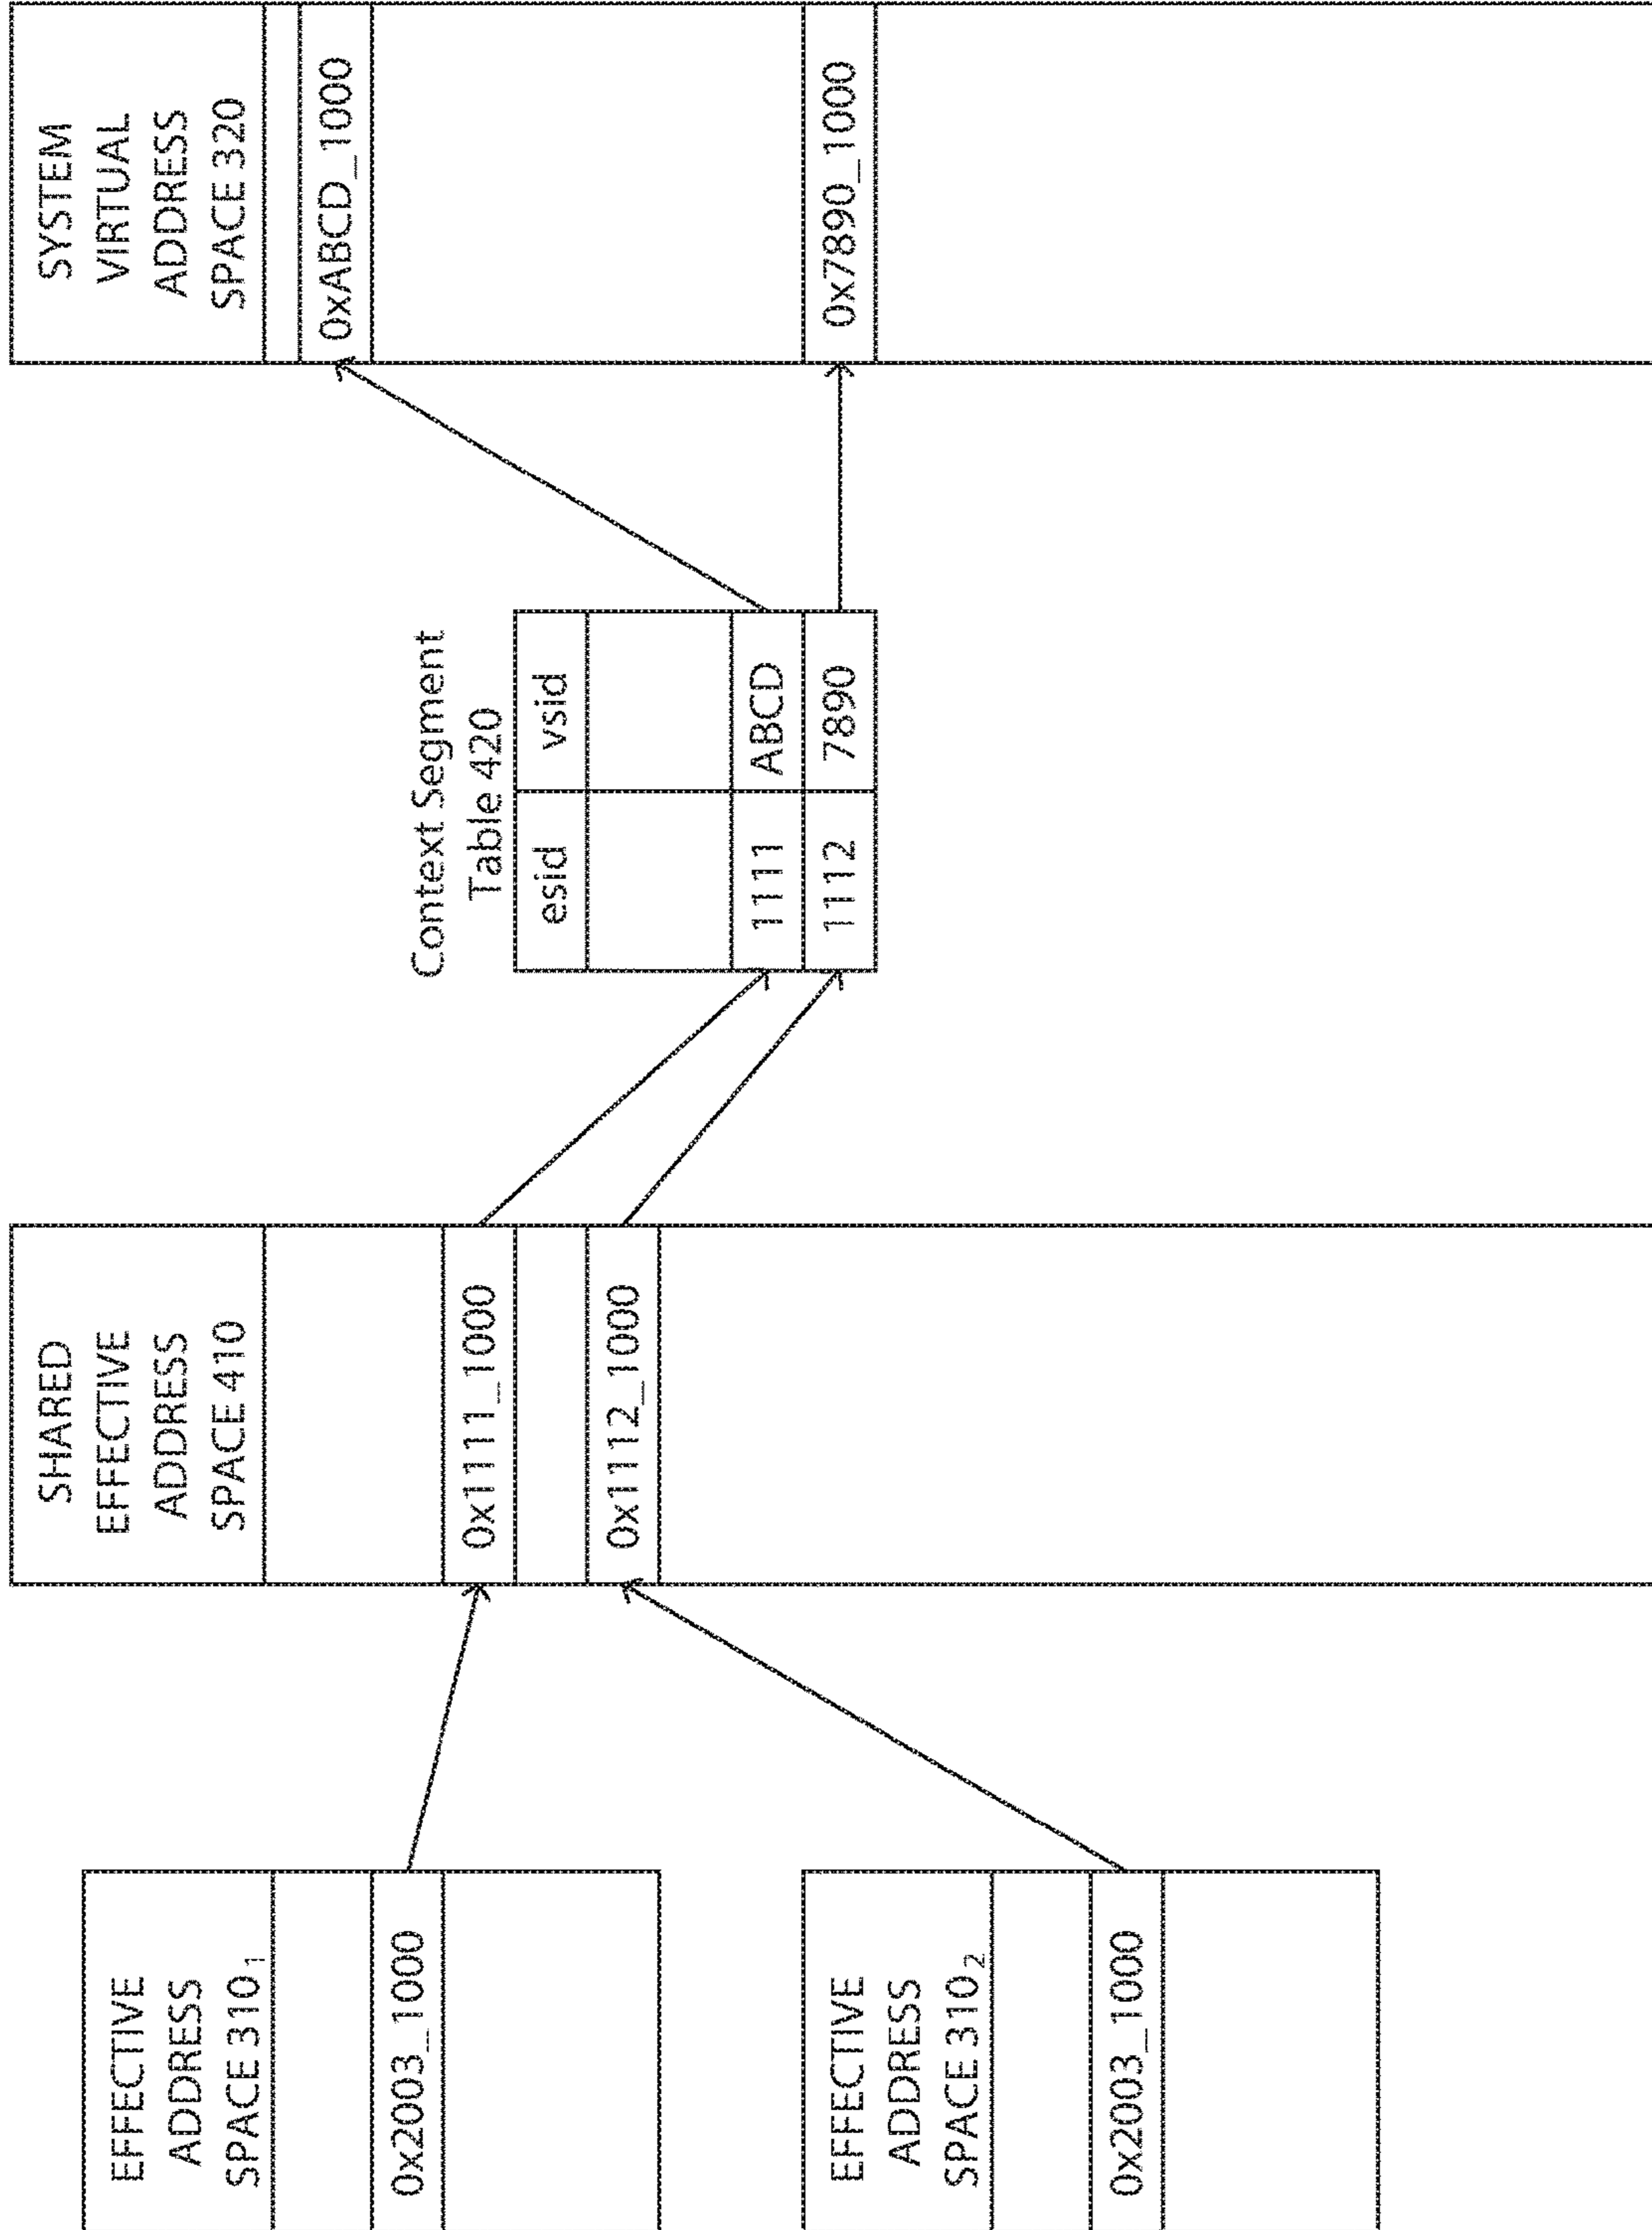 EFFECTIVE
ADDRESS
SPACE 310₁
0x2003_1000
EFFECTIVE
ADDRESS
SPACE 310₂
0x2003_1000
SHARED
EFFECTIVE
ADDRESS
SPACE 410
0x1111_1000
0x1112_1000
Context Segment
Table 420
esid vsid
1111 ABCD
1112 7890
SYSTEM
VIRTUAL
ADDRESS
SPACE 320
0xABCD_1000
0x7890_1000